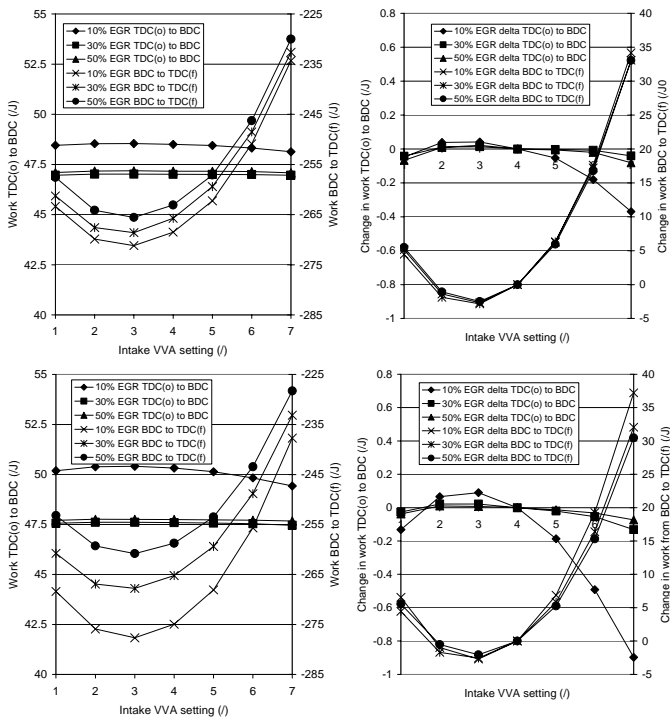 55
52.5
50
47.5
45
42.5
40
Work TDC(o) to BDC (/J)
10% EGR TDC(o) to BDC
30% EGR TDC(o) to BDC
50% EGR TDC(o) to BDC
10% EGR BDC to TDC(f)
30% EGR BDC to TDC(f)
50% EGR BDC to TDC(f)
-225
-235
-245
-255
-265
-275
-285
Work BDC to TDC(f) (/J)
1 2 3 4 5 6 7
Intake VVA setting (/)
0.8
0.6
0.4
0.2
0
-0.2
-0.4
-0.6
-0.8
-1
Change in work TDC(o) to BDC (/J)
10% EGR delta TDC(o) to BDC
30% EGR delta TDC(o) to BDC
50% EGR delta TDC(o) to BDC
10% EGR delta BDC to TDC(f)
30% EGR delta BDC to TDC(f)
50% EGR delta BDC to TDC(f)
40
35
30
25
20
15
10
5
0
-5
Change in work BDC to TDC(f) (/J0
1 2 3 4 5
Intake VVA setting (/)
55
52.5
50
47.5
45
42.5
40
Work TDC(o) to BDC (/J)
10% EGR TDC(o) to BDC
30% EGR TDC(o) to BDC
50% EGR TDC(o) to BDC
10% EGR BDC to TDC(f)
30% EGR BDC to TDC(f)
50% EGR BDC to TDC(f)
-225
-235
-245
-255
-265
-275
-285
Work BDC to TDC(f) (/J)
1 2 3 4 5 6 7
Intake VVA setting (/)
0.8
0.6
0.4
0.2
0
-0.2
-0.4
-0.6
-0.8
-1
Change in work TDC(o) to BDC (/J)
10% EGR delta TDC(o) to BDC
30% EGR delta TDC(o) to BDC
50% EGR delta TDC(o) to BDC
10% EGR delta BDC to TDC(f)
30% EGR delta BDC to TDC(f)
50% EGR delta BDC to TDC(f)
40
35
30
25
20
15
10
5
0
-5
Change in work from BDC to TDC(f) (/J)
2 3 4
Intake VVA setting (/)